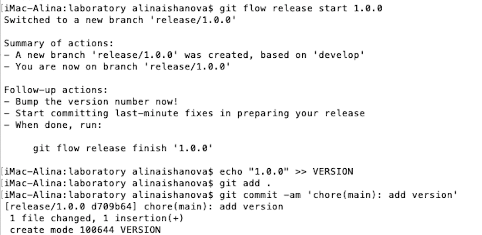 [iMac-Alina:laboratory alinaishanova$ git flow release start 1.0.0
Switched to a new branch 'release/1.0.0'
Summary of actions:
- A new branch 'release/1.0.0' was created, based on 'develop'
- You are now on branch 'release/1.0.0'
Follow-up actions:
- Bump the version number now!
- Start committing last-minute fixes in preparing your release
- When done, run:
git flow release finish '1.0.0'
[iMac-Alina:laboratory alinaishanova$ echo "1.0.0" >> VERSION
[iMac-Alina:laboratory alinaishanova$ git add .
[iMac-Alina:laboratory alinaishanova$ git commit -am 'chore(main): add version'
[release/1.0.0 d709b64] chore(main): add version
1 file changed, 1 insertion(+)
create mode 100644 VERSION